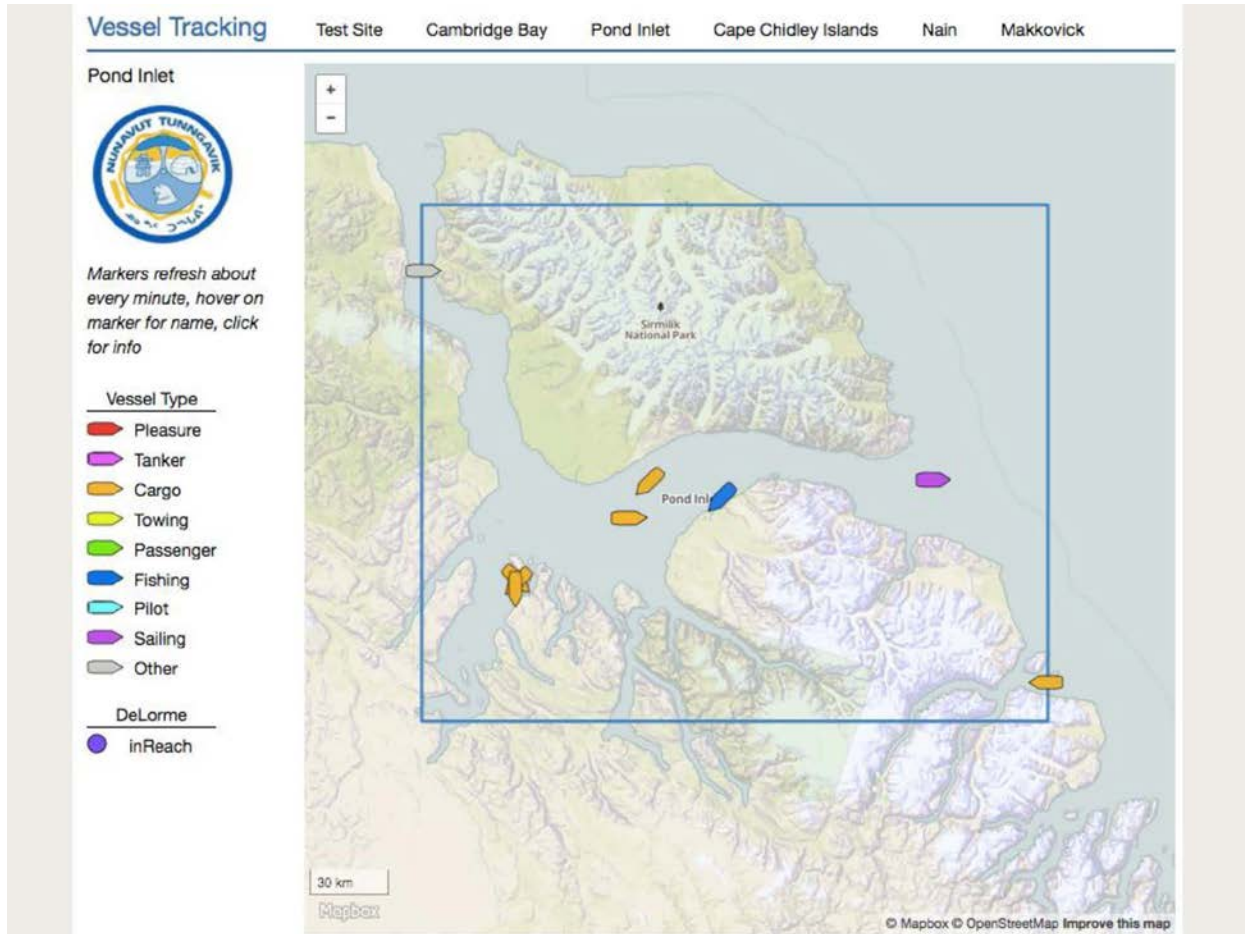 Vessel Tracking
Test Site
Cambridge Bay
Pond Inlet
Cape Chidley Islands
Nain
Makkovick
Pond Inlet
NUNAVUT TUNNGAVIK
Markers refresh about
every minute, hover on
marker for name, click
for info
Vessel Type
Pleasure
Tanker
Cargo
Towing
Passenger
Fishing
Pilot
Sailing
Other
DeLorme
inReach
+
-
Sirmilik
National Park
Pond Inl
30 km
Mapbox
© Mapbox © OpenStreetMap Improve this map